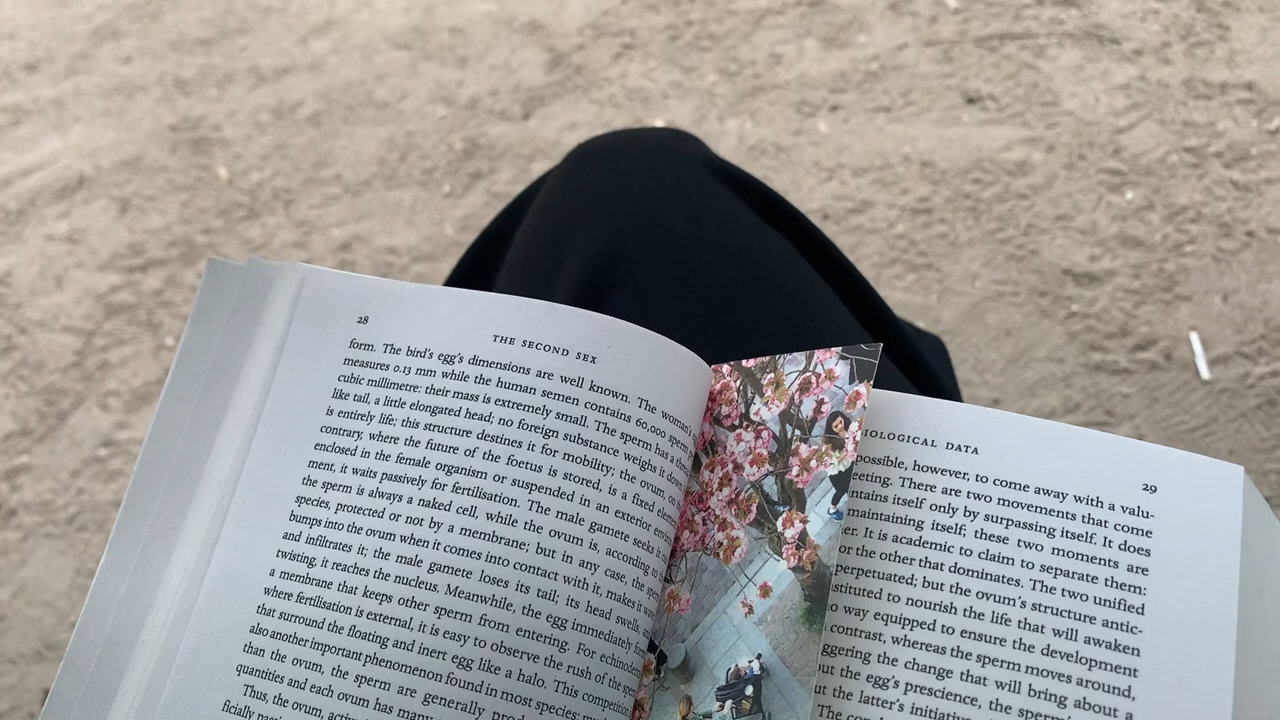 28
THE SECOND SEX
form. The bird's egg's dimensions are well known. The woman's
measures 0.13 mm while the human semen contains 60,000 sperm
cubic millimetre: their mass is extremely small. The sperm has a
like tail, a little elongated head; no foreign substance weighs it down
is entirely life; this structure destines it for mobility; the ovum, on
contrary, where the future of the foetus is stored, is a fixed
enclosed in the female organism or suspended in an exterior
ment, it waits passively for fertilisation. The male gamete seeks it
the sperm is always a naked cell, while the ovum is, according to
species, protected or not by a membrane; but in any case, the
bumps into the ovum when it comes into contact with it, makes it
and infiltrates it; the male gamete loses its tail; its head swells,
twisting, it reaches the nucleus. Meanwhile, the egg immediately
a membrane that keeps other sperm from entering. For
where fertilisation is external, it is easy to observe the rush of the
that surround the floating and inert egg like a halo. This competition
also another important phenomenon found in most species;
than the ovum, the sperm are generally
quantities and each ovum has many
Thus, the ovum,
29
BIOLOGICAL DATA
possible, however, to come away with a valu-
There are two movements that come
itself only by surpassing itself. It does
maintaining itself; these two moments are
It is academic to claim to separate them:
or the other that dominates. The two unified
perpetuated; but the ovum's structure antic-
to nourish the life that will awaken
way equipped to ensure the development
contrast, whereas the sperm moves around,
the change that will bring about a
the egg's prescience, the
the latter's
The